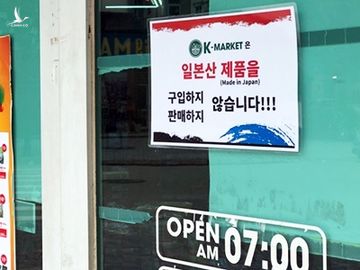 K-MARKET 은
일본산 제품을
(Made in Japan)
구입하지
판매하지 않습니다!!!
OPEN
AM 07:00